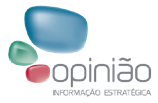 opinião
INFORMAÇÃO ESTRATÉGICA